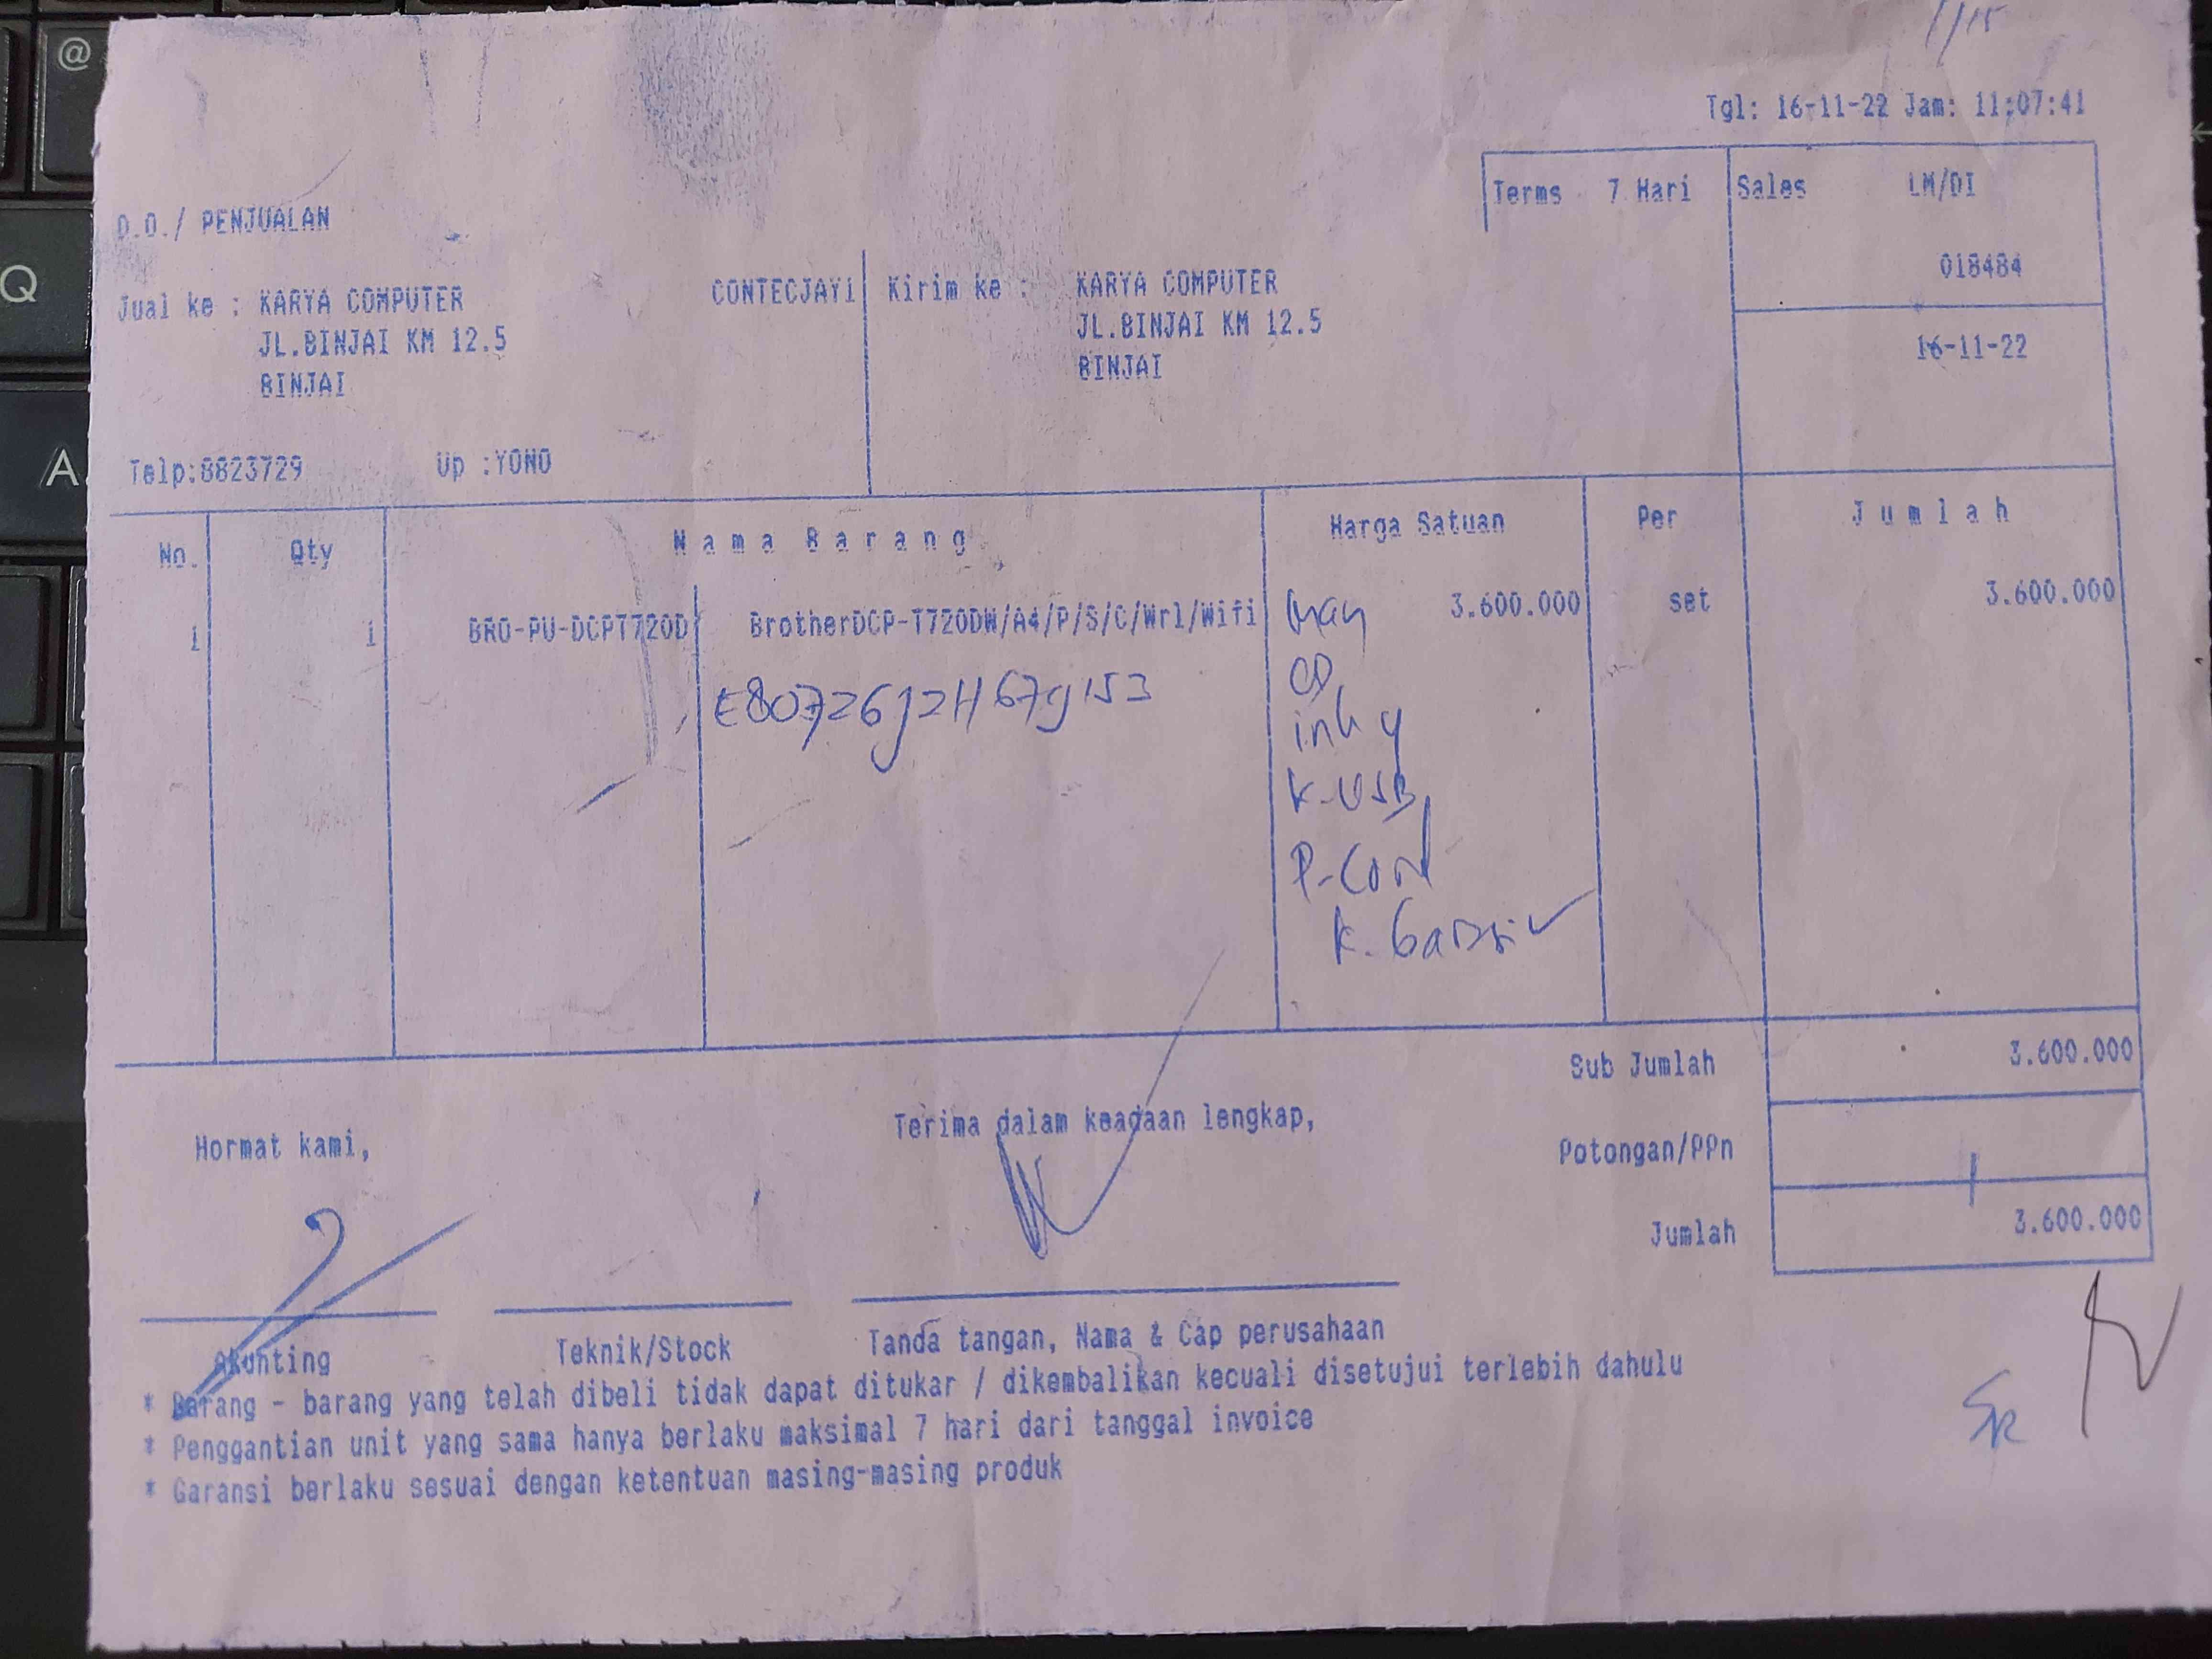 Tgl: 16-11-22 Jam: 11:07:41
Terms 7 Hari Sales LM/DI
D.O./ PENJUALAN
018484
Jual ke : KARYA COMPUTER CONTECJAY1 Kirim ke : KARYA COMPUTER
JL.BINJAI KM 12.5 JL.BINJAI KM 12.5 16-11-22
BINJAI BINJAI
Telp:8823729 Up :YONO
No. Qty Nama Barang Harga Satuan Per Jumlah
1 1 BRO-PU-DCPT720D BrotherDCP-T720DW/A4/P/S/C/Wrl/Wifi 3.600.000 set 3.600.000
CD
ink 4
K-USB
P-Cord
K. Garansi
Sub Jumlah 3.600.000
Hormat kami, Terima dalam keadaan lengkap,
Potongan/PPn
Jumlah 3.600.000
Akunting Teknik/Stock Tanda tangan, Nama & Cap perusahaan
* Barang - barang yang telah dibeli tidak dapat ditukar / dikembalikan kecuali disetujui terlebih dahulu
* Penggantian unit yang sama hanya berlaku maksimal 7 hari dari tanggal invoice
* Garansi berlaku sesuai dengan ketentuan masing-masing produk
@
Q
A